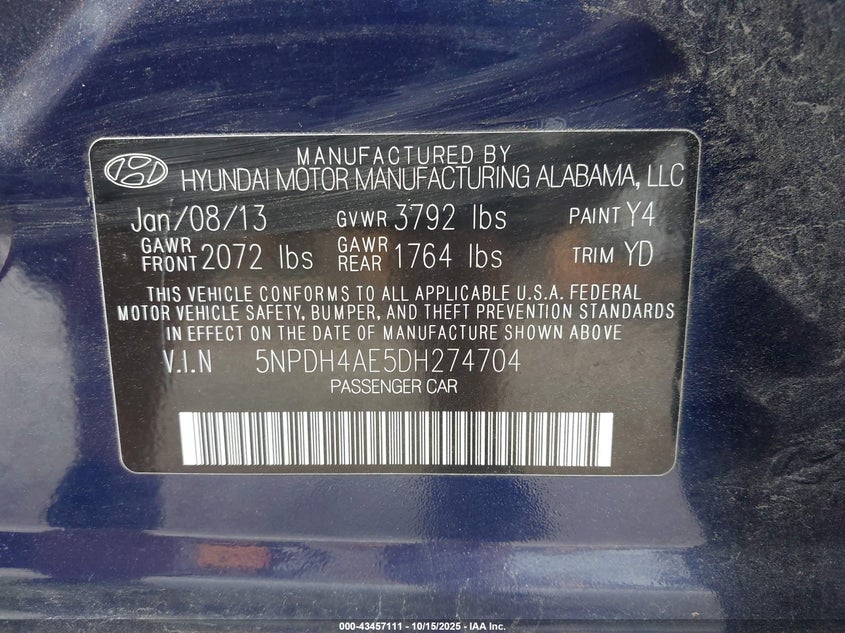 MANUFACTURED BY
HYUNDAI MOTOR MANUFACTURING ALABAMA, LLC
Jan/08/13 GVWR 3792 lbs PAINT Y4
GAWR FRONT 2072 lbs GAWR REAR 1764 lbs TRIM YD
THIS VEHICLE CONFORMS TO ALL APPLICABLE U.S.A. FEDERAL
MOTOR VEHICLE SAFETY, BUMPER, AND THEFT PREVENTION STANDARDS
IN EFFECT ON THE DATE OF MANUFACTURE SHOWN ABOVE
V.I.N 5NPDH4AE5DH274704
PASSENGER CAR
000-43457111 - 10/15/2025 - IAA Inc.